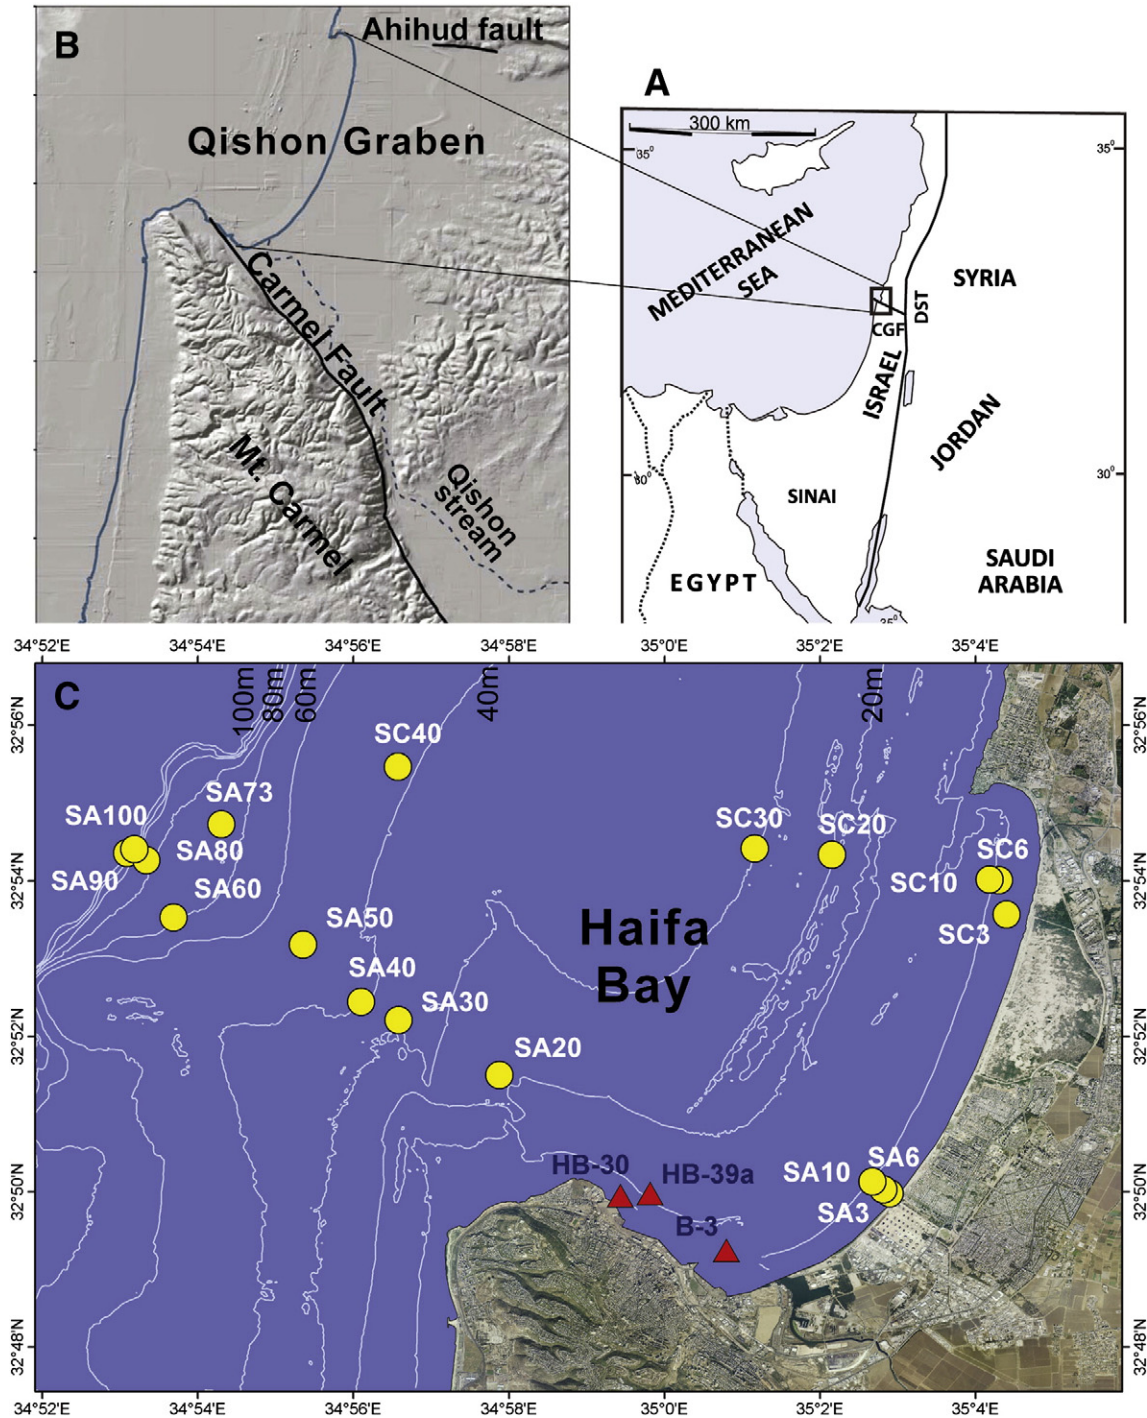 B
Ahihud fault
Qishon Graben
Carmel Fault
Mt. Carmel
Qishon
stream
A
300 km
35°
35°
MEDITERRANEAN
SEA
SYRIA
DST
CGF
ISRAEL
JORDAN
30°
30°
SINAI
EGYPT
SAUDI
ARABIA
35°
34°52'E 34°54'E 34°56'E 34°58'E 35°0'E 35°2'E 35°4'E
C
100m
80m
60m
40m
20m
32°56'N
32°56'N
SC40
SA73
SA100
SC30
SC20
SA80
SC6
SA90
SC10
32°54'N
32°54'N
SA60
SA50
SC3
Haifa
Bay
SA40
SA30
32°52'N
32°52'N
SA20
HB-30
HB-39a
SA10
SA6
32°50'N
32°50'N
SA3
B-3
32°48'N
32°48'N
34°52'E 34°54'E 34°56'E 34°58'E 35°0'E 35°2'E 35°4'E